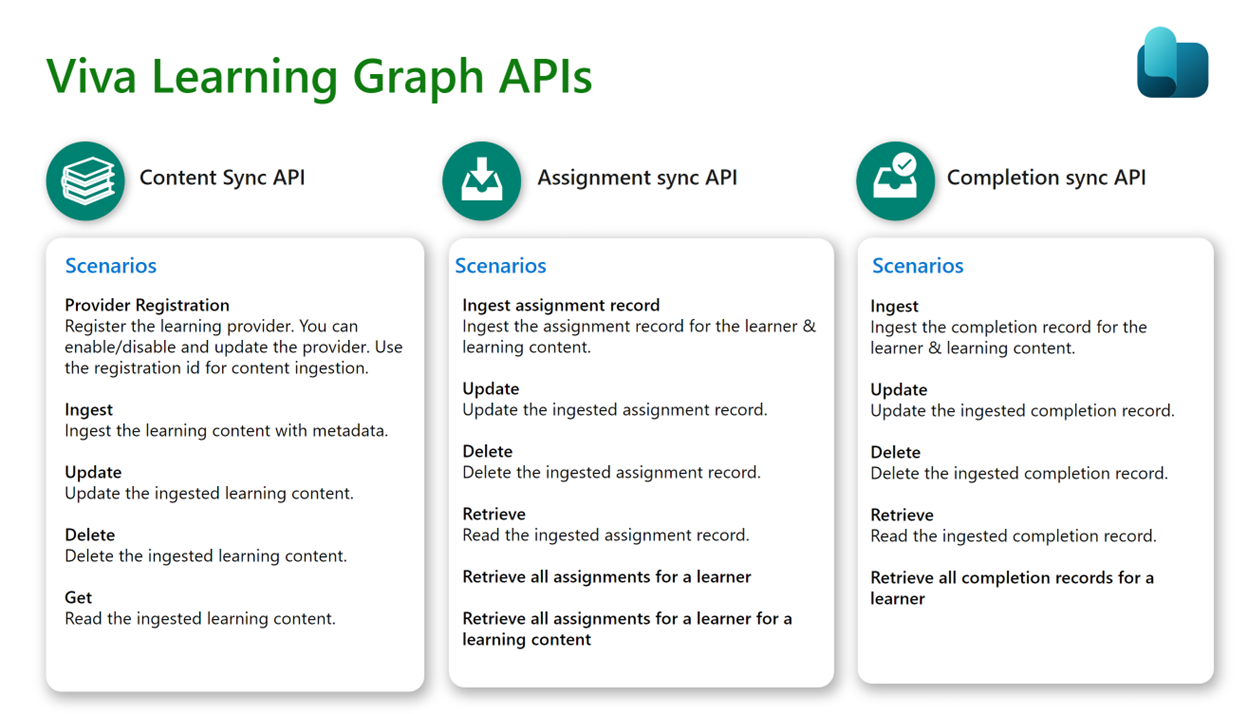 Viva Learning Graph APIs
Content Sync API
Scenarios
Provider Registration
Register the learning provider. You can
enable/disable and update the provider. Use
the registration id for content ingestion.
Ingest
Ingest the learning content with metadata.
Update
Update the ingested learning content.
Delete
Delete the ingested learning content.
Get
Read the ingested learning content.
Assignment sync API
Scenarios
Ingest assignment record
Ingest the assignment record for the learner &
learning content.
Update
Update the ingested assignment record.
Delete
Delete the ingested assignment record.
Retrieve
Read the ingested assignment record.
Retrieve all assignments for a learner
Retrieve all assignments for a learner for a
learning content
Completion sync API
Scenarios
Ingest
Ingest the completion record for the
learner & learning content.
Update
Update the ingested completion record.
Delete
Delete the ingested completion record.
Retrieve
Read the ingested completion record.
Retrieve all completion records for a
learner